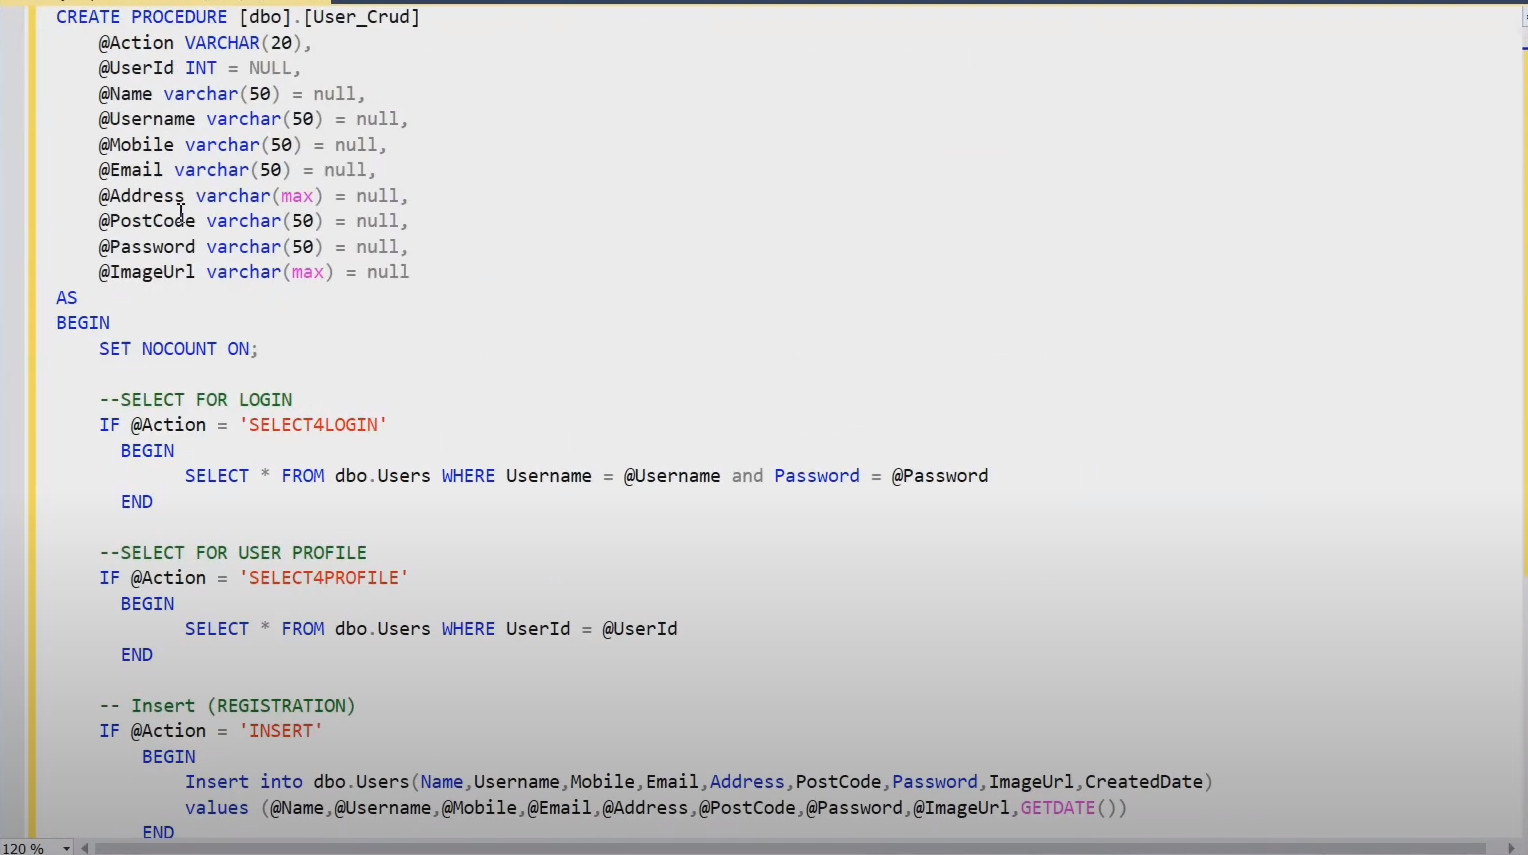 CREATE PROCEDURE [dbo].[User_Crud]
    @Action VARCHAR(20),
    @UserId INT = NULL,
    @Name varchar(50) = null,
    @Username varchar(50) = null,
    @Mobile varchar(50) = null,
    @Email varchar(50) = null,
    @Address varchar(max) = null,
    @PostCode varchar(50) = null,
    @Password varchar(50) = null,
    @ImageUrl varchar(max) = null
AS
BEGIN
    SET NOCOUNT ON;
    --SELECT FOR LOGIN
    IF @Action = 'SELECT4LOGIN'
      BEGIN
            SELECT * FROM dbo.Users WHERE Username = @Username and Password = @Password
      END
    --SELECT FOR USER PROFILE
    IF @Action = 'SELECT4PROFILE'
      BEGIN
            SELECT * FROM dbo.Users WHERE UserId = @UserId
      END
    -- Insert (REGISTRATION)
    IF @Action = 'INSERT'
        BEGIN
            Insert into dbo.Users(Name,Username,Mobile,Email,Address,PostCode,Password,ImageUrl,CreatedDate)
            values (@Name,@Username,@Mobile,@Email,@Address,@PostCode,@Password,@ImageUrl,GETDATE())
        END
120 %